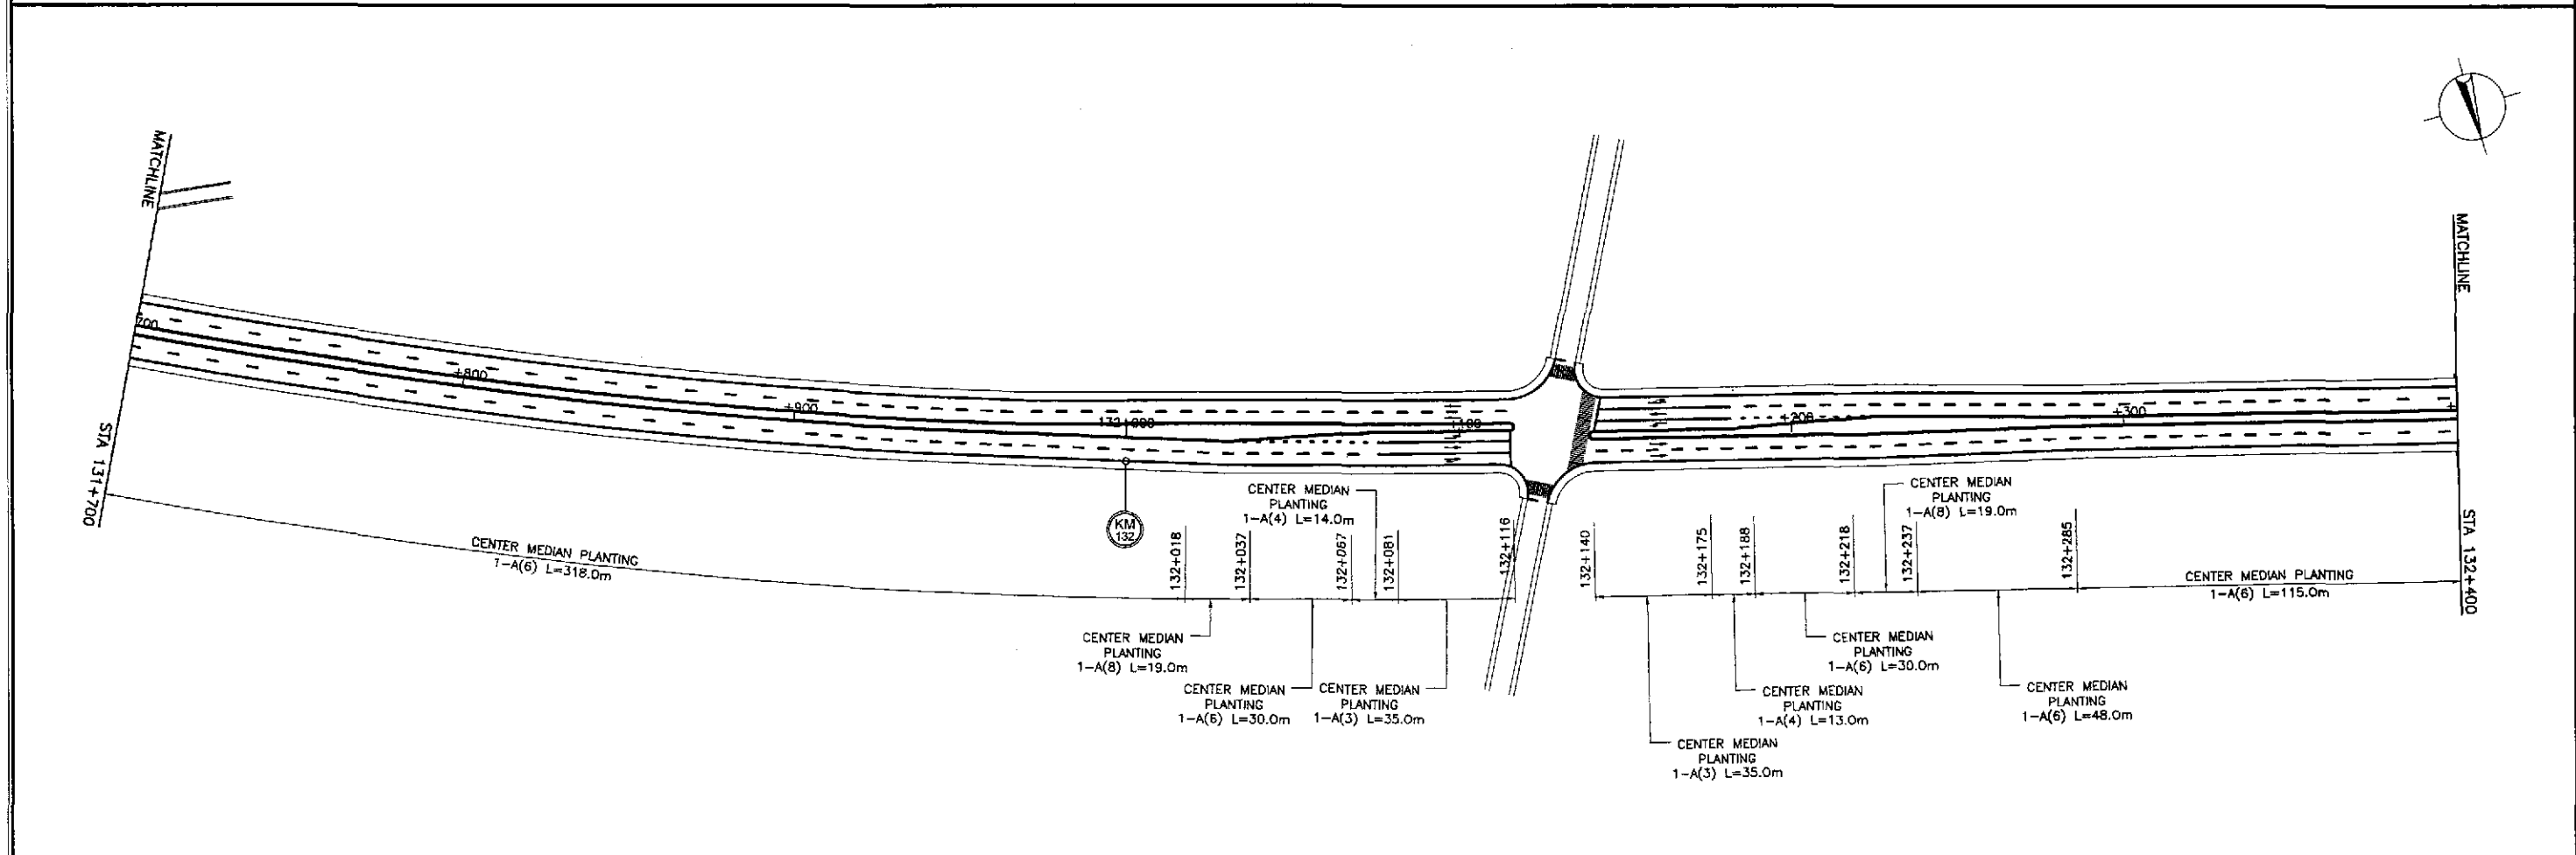 MATCHLINE
STA 131+700
700
+800
+900
132+000
+100
+200
+300
MATCHLINE
STA 132+400
KM
132
CENTER MEDIAN PLANTING
1-A(6) L=318.0m
132+018
132+037
132+067
132+081
132+116
132+140
132+175
132+188
132+218
132+237
132+285
CENTER MEDIAN
PLANTING
1-A(4) L=14.0m
CENTER MEDIAN
PLANTING
1-A(8) L=19.0m
CENTER MEDIAN PLANTING
1-A(6) L=115.0m
CENTER MEDIAN
PLANTING
1-A(8) L=19.0m
CENTER MEDIAN
PLANTING
1-A(6) L=30.0m
CENTER MEDIAN
PLANTING
1-A(3) L=35.0m
CENTER MEDIAN
PLANTING
1-A(6) L=30.0m
CENTER MEDIAN
PLANTING
1-A(4) L=13.0m
CENTER MEDIAN
PLANTING
1-A(6) L=48.0m
CENTER MEDIAN
PLANTING
1-A(3) L=35.0m